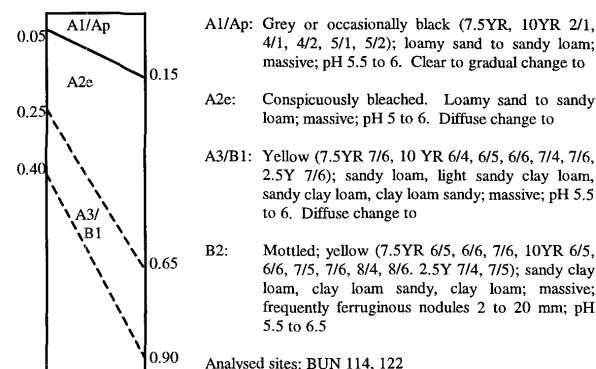 A1/Ap
0.05
0.15
A2e
0.25
0.40
A3/
B1
0.65
0.90
A1/Ap: Grey or occasionally black (7.5YR, 10YR 2/1,
4/1, 4/2, 5/1, 5/2); loamy sand to sandy loam;
massive; pH 5.5 to 6. Clear to gradual change to
A2e: Conspicuously bleached. Loamy sand to sandy
loam; massive; pH 5 to 6. Diffuse change to
A3/B1: Yellow (7.5YR 7/6, 10 YR 6/4, 6/5, 6/6, 7/4, 7/6,
2.5Y 7/6); sandy loam, light sandy clay loam,
sandy clay loam, clay loam sandy; massive; pH 5.5
to 6. Diffuse change to
B2: Mottled; yellow (7.5YR 6/5, 6/6, 7/6, 10YR 6/5,
6/6, 7/5, 7/6, 8/4, 8/6. 2.5Y 7/4, 7/5); sandy clay
loam, clay loam sandy, clay loam; massive;
frequently ferruginous nodules 2 to 20 mm; pH
5.5 to 6.5
Analysed sites: BUN 114, 122